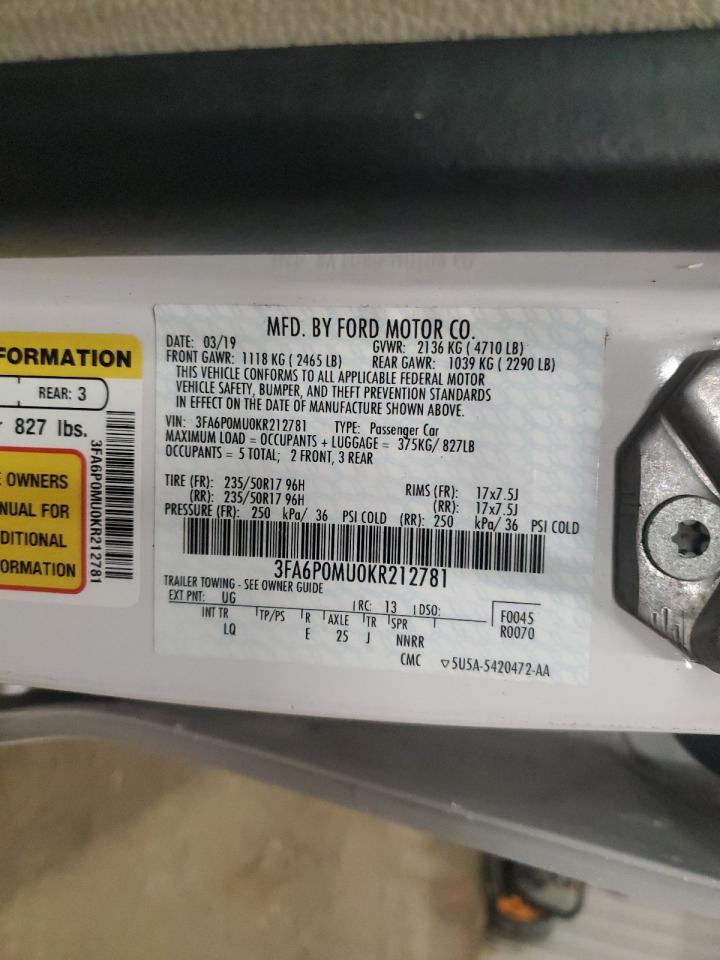 MFD. BY FORD MOTOR CO.
DATE: 03/19 GVWR: 2136 KG ( 4710 LB)
FRONT GAWR: 1118 KG ( 2465 LB) REAR GAWR: 1039 KG ( 2290 LB)
THIS VEHICLE CONFORMS TO ALL APPLICABLE FEDERAL MOTOR
VEHICLE SAFETY, BUMPER, AND THEFT PREVENTION STANDARDS
IN EFFECT ON THE DATE OF MANUFACTURE SHOWN ABOVE.
VIN: 3FA6P0MU0KR212781 TYPE: Passenger Car
MAXIMUM LOAD = OCCUPANTS + LUGGAGE = 375KG/ 827LB
OCCUPANTS = 5 TOTAL; 2 FRONT, 3 REAR
TIRE (FR): 235/50R17 96H RIMS (FR): 17x7.5J
(RR): 235/50R17 96H (RR): 17x7.5J
PRESSURE (FR): 250 kPa/ 36 PSI COLD (RR): 250 kPa/ 36 PSI COLD
3FA6P0MU0KR212781
TRAILER TOWING - SEE OWNER GUIDE
EXT PNT: UG RC: 13 DSO: F0045
INT TR TP/PS R AXLE TR SPR R0070
LQ E 25 J NNRR
CMC ▽5U5A-5420472-AA
FORMATION
REAR: 3
827 lbs.
OWNERS
NUAL FOR
DITIONAL
ORMATION
3FA6P0MU0KR212781